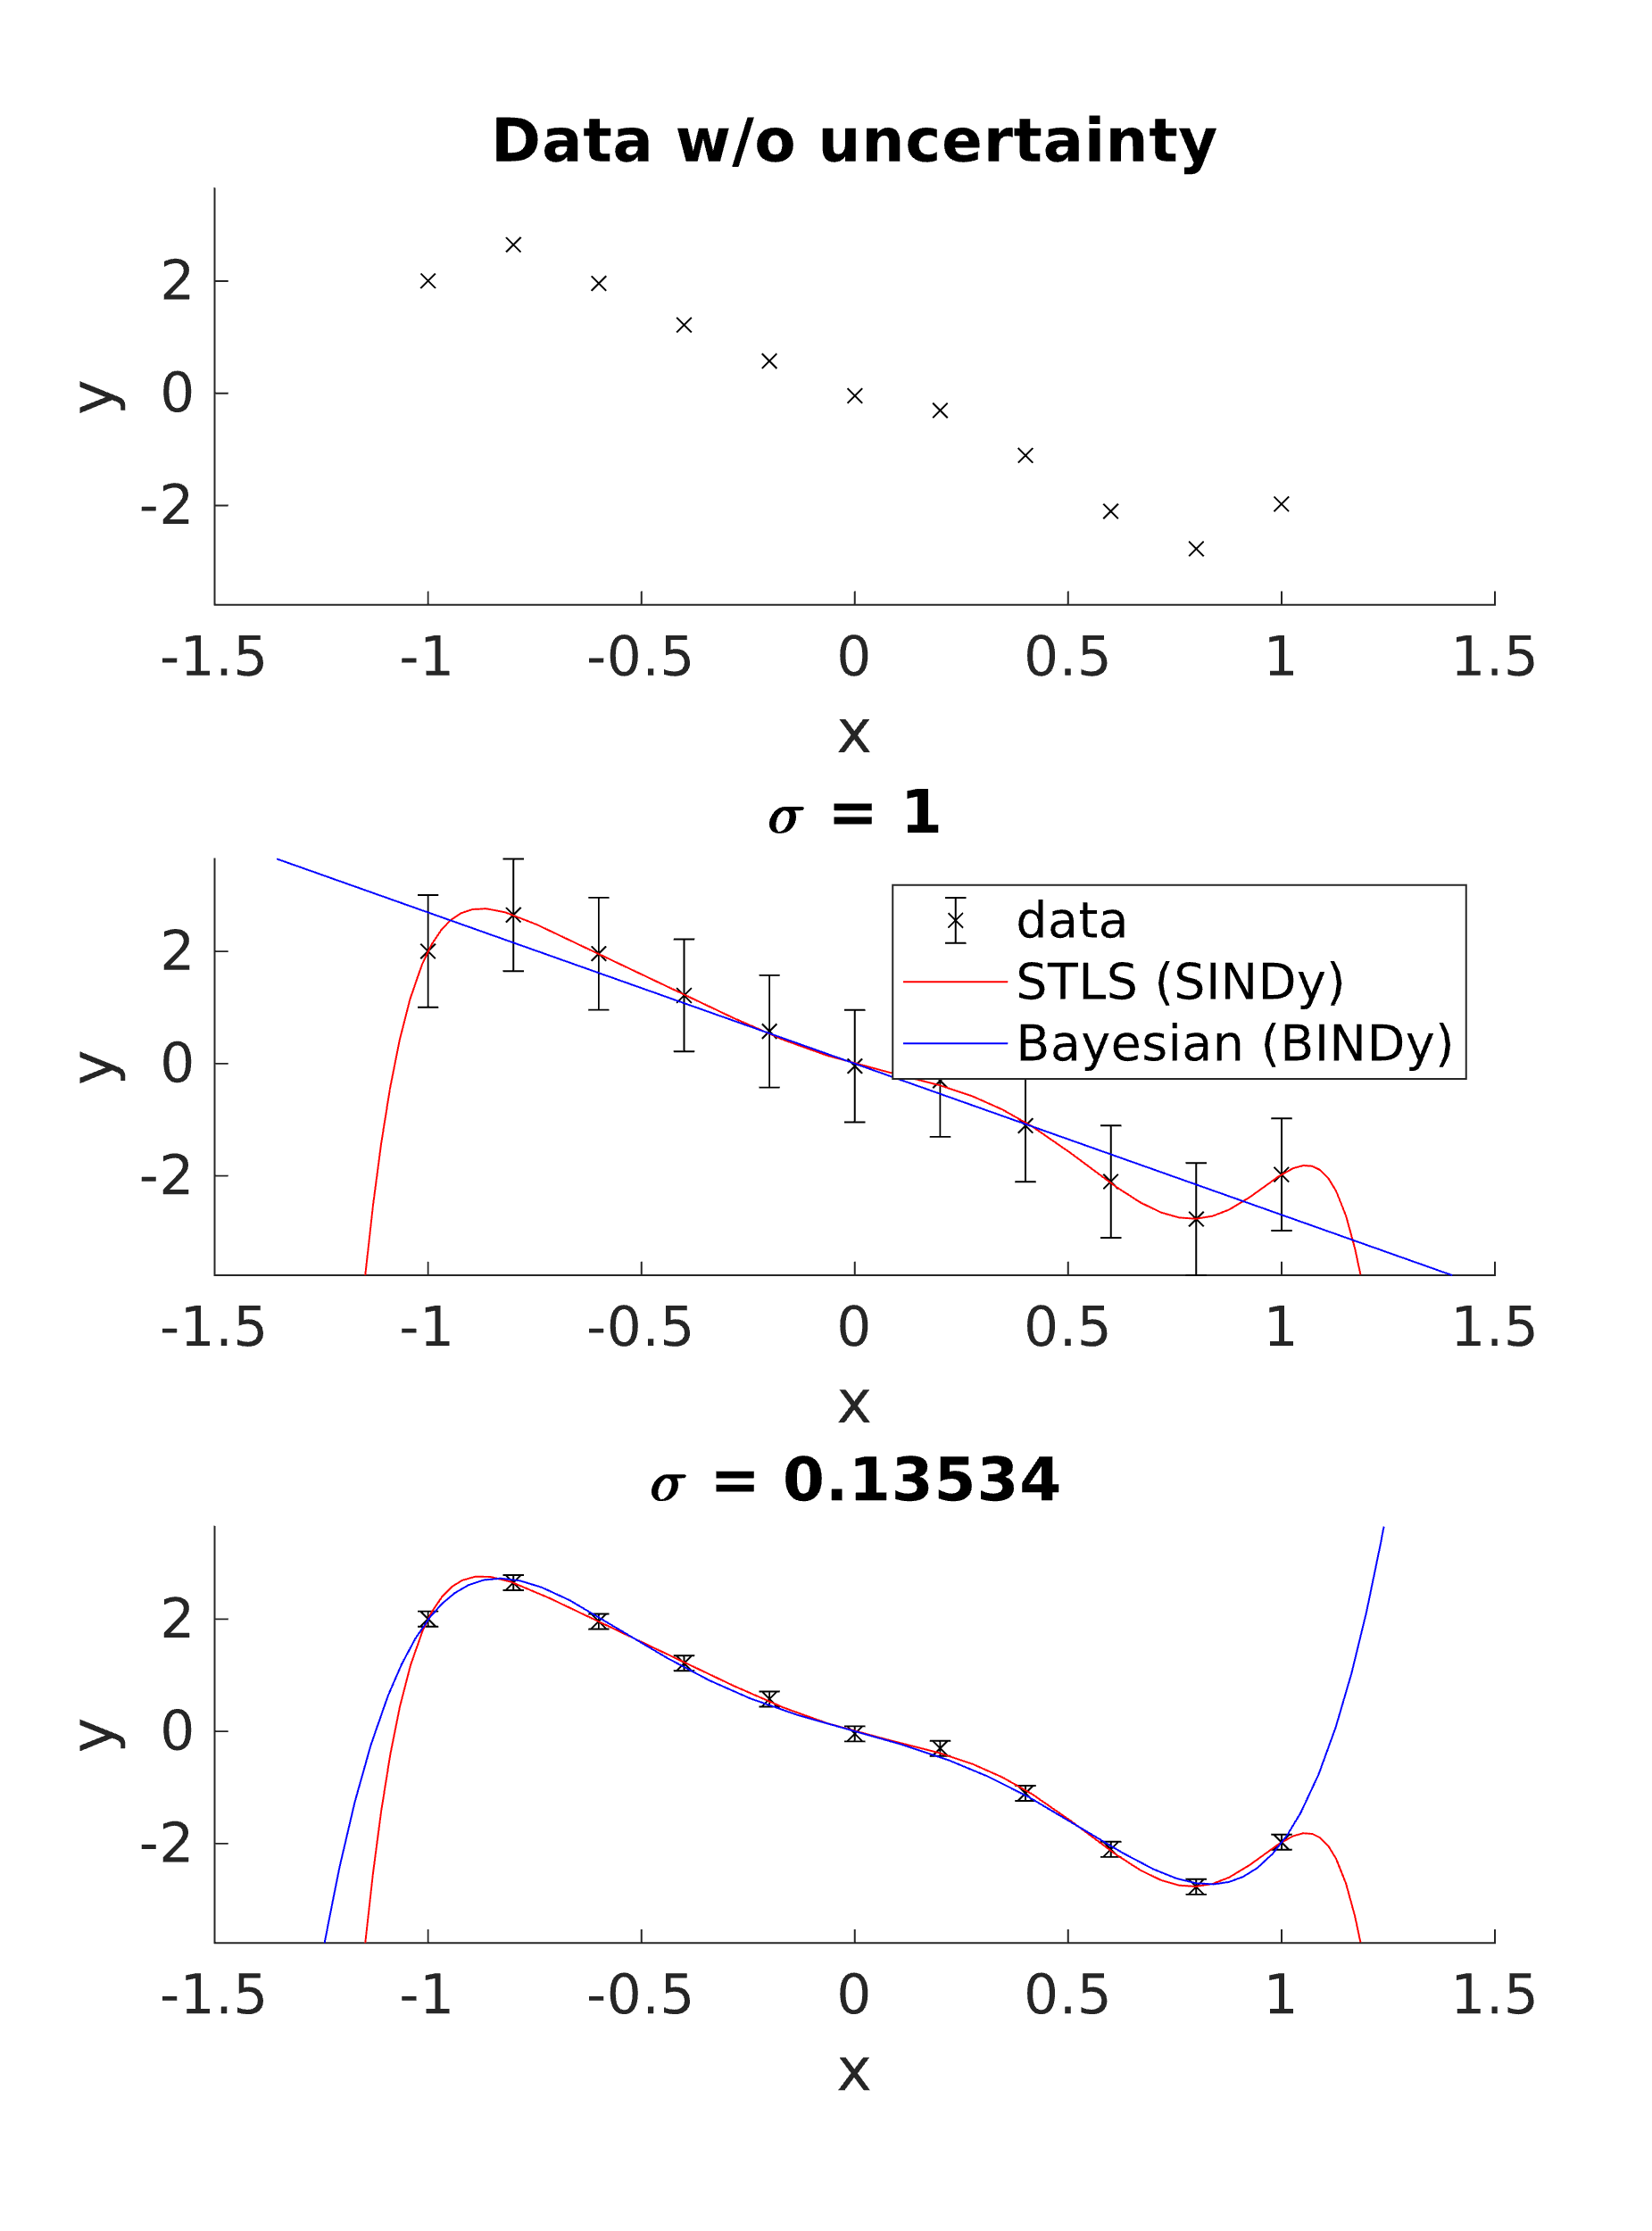 Data w/o uncertainty
2
0
-2
y
-1.5 -1 -0.5 0 0.5 1 1.5
x
σ = 1
data
STLS (SINDy)
Bayesian (BINDy)
2
0
-2
y
-1.5 -1 -0.5 0 0.5 1 1.5
x
σ = 0.13534
2
0
-2
y
-1.5 -1 -0.5 0 0.5 1 1.5
x